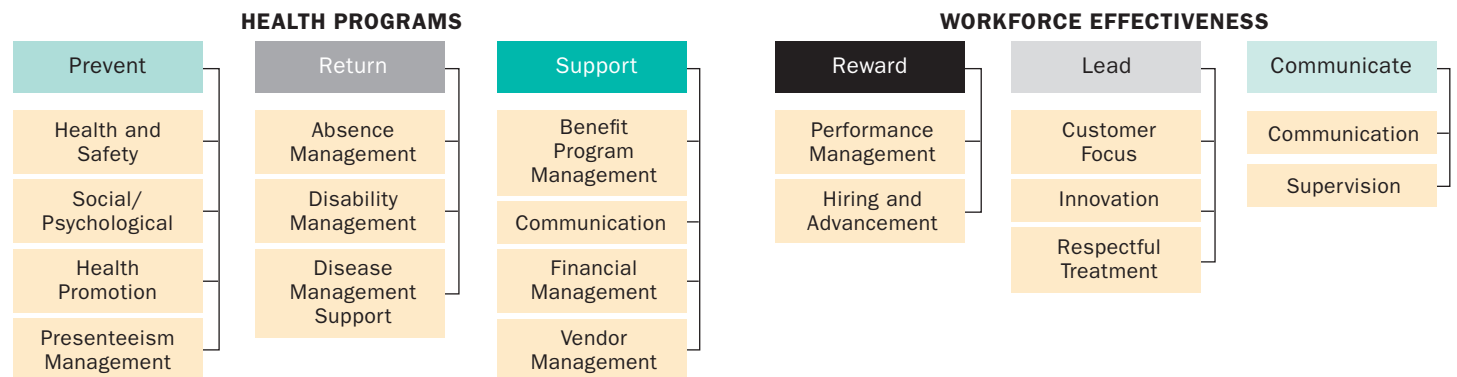 HEALTH PROGRAMS
Prevent
Health and
Safety
Social/
Psychological
Health
Promotion
Presenteeism
Management
Return
Absence
Management
Disability
Management
Disease
Management
Support
Support
Benefit
Program
Management
Communication
Financial
Management
Vendor
Management
WORKFORCE EFFECTIVENESS
Reward
Performance
Management
Hiring and
Advancement
Lead
Customer
Focus
Innovation
Respectful
Treatment
Communicate
Communication
Supervision